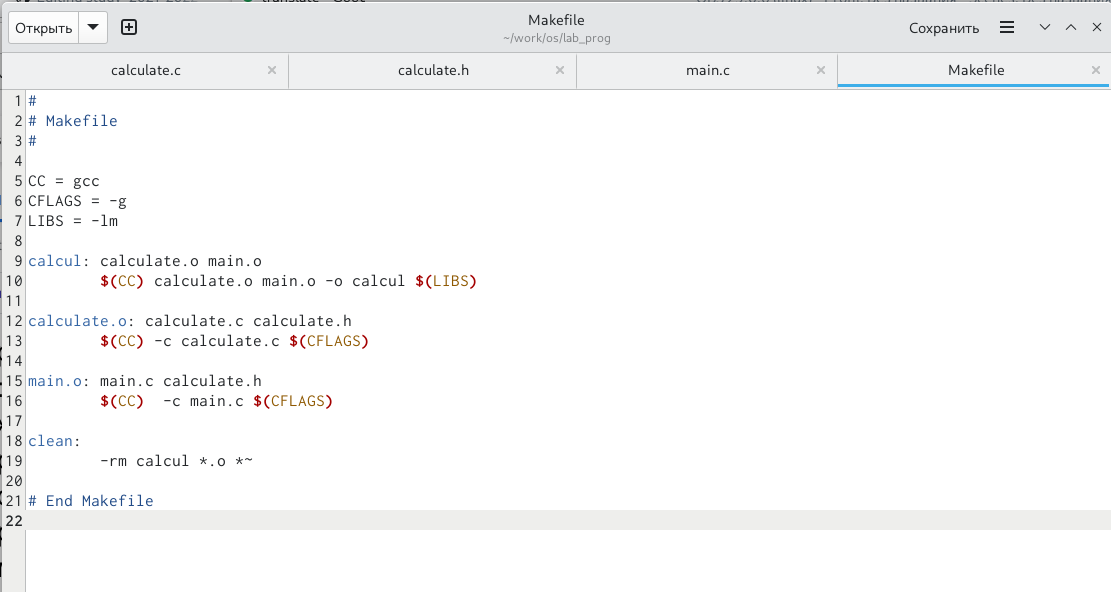 Открыть
Makefile
~/work/os/lab_prog
Сохранить
calculate.c
calculate.h
main.c
Makefile
1 #
2 # Makefile
3 #
4
5 CC = gcc
6 CFLAGS = -g
7 LIBS = -lm
8
9 calcul: calculate.o main.o
10 $(CC) calculate.o main.o -o calcul $(LIBS)
11
12 calculate.o: calculate.c calculate.h
13 $(CC) -c calculate.c $(CFLAGS)
14
15 main.o: main.c calculate.h
16 $(CC)  -c main.c $(CFLAGS)
17
18 clean:
19 -rm calcul *.o *~
20
21 # End Makefile
22